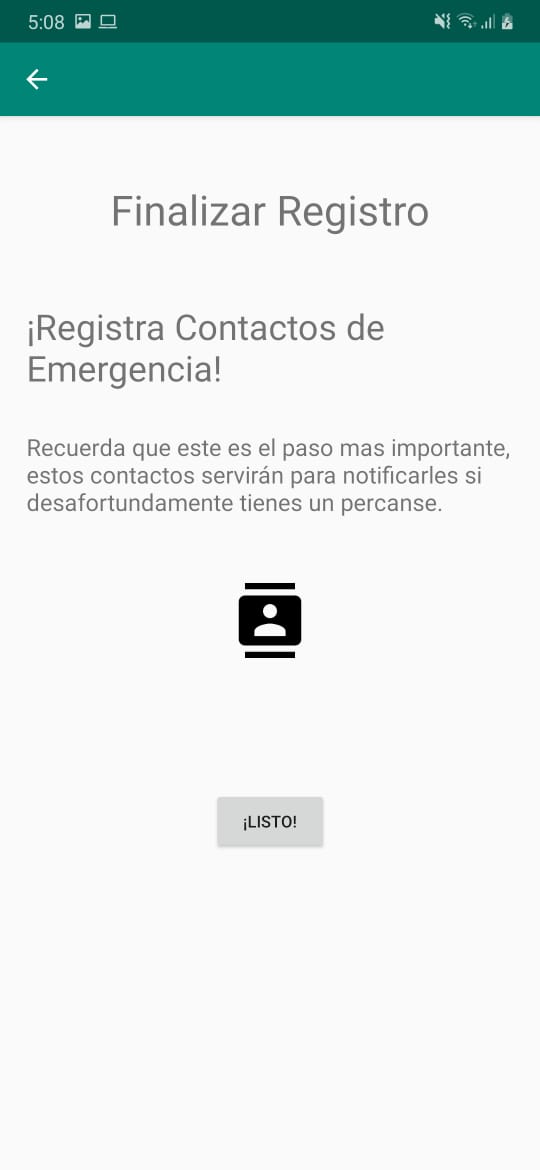 5:08
Finalizar Registro
¡Registra Contactos de
Emergencia!
Recuerda que este es el paso mas importante,
estos contactos servirán para notificarles si
desafortundamente tienes un percanse.
¡LISTO!